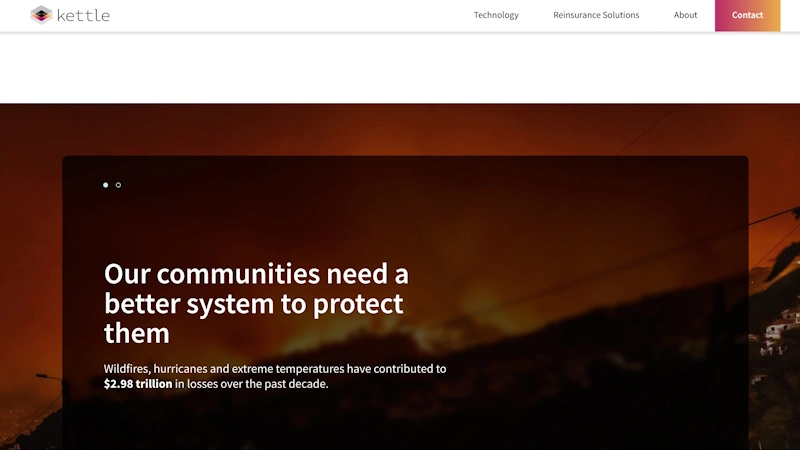 kettle
Technology
Reinsurance Solutions
About
Contact
Our communities need a
better system to protect
them
Wildfires, hurricanes and extreme temperatures have contributed to
$2.98 trillion in losses over the past decade.